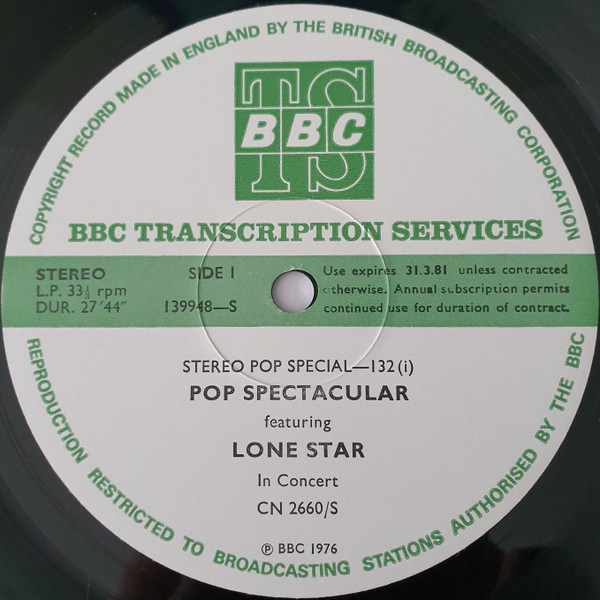 COPYRIGHT RECORD MADE IN ENGLAND BY THE BRITISH BROADCASTING CORPORATION
TS
BBC
BBC TRANSCRIPTION SERVICES
STEREO
L.P. 33⅓ rpm
DUR. 27′44″
SIDE I
139948—S
Use expires 31.3.81 unless contracted
otherwise. Annual subscription permits
continued use for duration of contract.
STEREO POP SPECIAL—132 (i)
POP SPECTACULAR
featuring
LONE STAR
In Concert
CN 2660/S
℗ BBC 1976
REPRODUCTION RESTRICTED TO BROADCASTING STATIONS AUTHORISED BY THE BBC